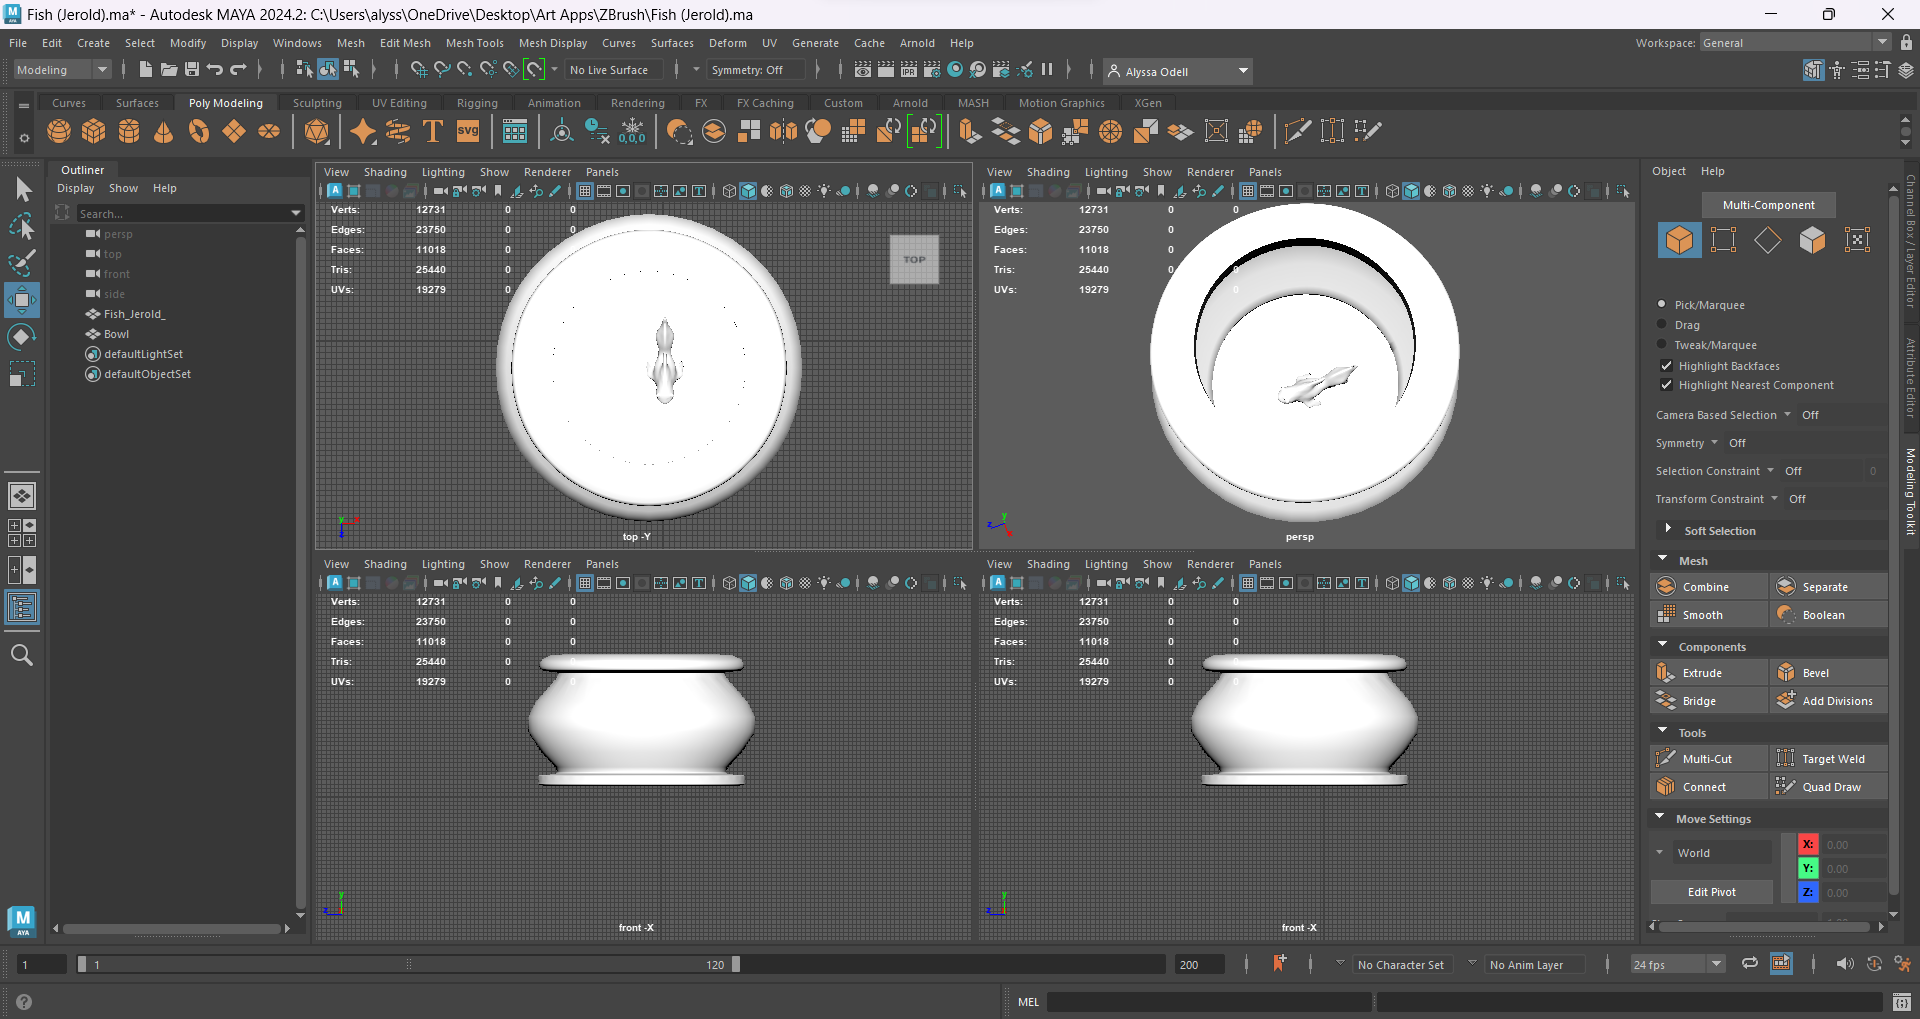 Fish (Jerold).ma* - Autodesk MAYA 2024.2: C:\Users\alyss\OneDrive\Desktop\Art Apps\ZBrush\Fish (Jerold).ma
File Edit Create Select Modify Display Windows Mesh Edit Mesh Mesh Tools Mesh Display Curves Surfaces Deform UV Generate Cache Arnold Help
Workspace: General
Modeling
No Live Surface
Symmetry: Off
Alyssa Odell
Curves Surfaces Poly Modeling Sculpting UV Editing Rigging Animation Rendering FX FX Caching Custom Arnold MASH Motion Graphics XGen
Outliner
Display Show Help
Search...
persp
top
front
side
Fish_Jerold_
Bowl
defaultLightSet
defaultObjectSet
View Shading Lighting Show Renderer Panels
Verts: 12731 0 0
Edges: 23750 0 0
Faces: 11018 0
Tris: 25440 0
UVs: 19279 0
TOP
top -Y
View Shading Lighting Show Renderer Panels
Verts: 12731 0 0
Edges: 23750 0
Faces: 11018 0
Tris: 25440 0 0
UVs: 19279 0
persp
View Shading Lighting Show Renderer Panels
Verts: 12731 0 0
Edges: 23750 0 0
Faces: 11018 0 0
Tris: 25440 0
UVs: 19279 0 0
front -X
View Shading Lighting Show Renderer Panels
Verts: 12731 0 0
Edges: 23750 0 0
Faces: 11018 0 0
Tris: 25440 0
UVs: 19279 0 0
front -X
Object Help
Multi-Component
Pick/Marquee
Drag
Tweak/Marquee
Highlight Backfaces
Highlight Nearest Component
Camera Based Selection Off
Symmetry Off
Selection Constraint Off 0
Transform Constraint Off
Soft Selection
Mesh
Combine Separate
Smooth Boolean
Components
Extrude Bevel
Bridge Add Divisions
Tools
Multi-Cut Target Weld
Connect Quad Draw
Move Settings
World
X: 0.00
Y: 0.00
Edit Pivot
Z: 0.00
Channel Box / Layer Editor
Attribute Editor
Modeling Toolkit
1 1 120 200
No Character Set
No Anim Layer
24 fps
MEL